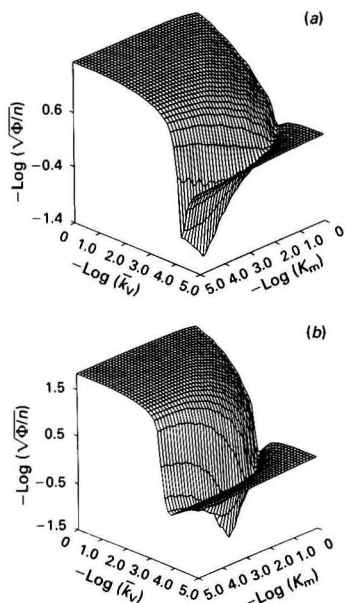 (a)
0.6
-0.4
-1.4
-Log (√Φ/n)
0 1.0 2.0 3.0 4.0 5.0
-Log (k̄v)
5.0 4.0 3.0 2.0 1.0 0
-Log (Km)
(b)
1.5
0.5
-0.5
-1.5
-Log (√Φ/n)
0 1.0 2.0 3.0 4.0 5.0
-Log (k̄v)
5.0 4.0 3.0 2.0 1.0 0
-Log (Km)